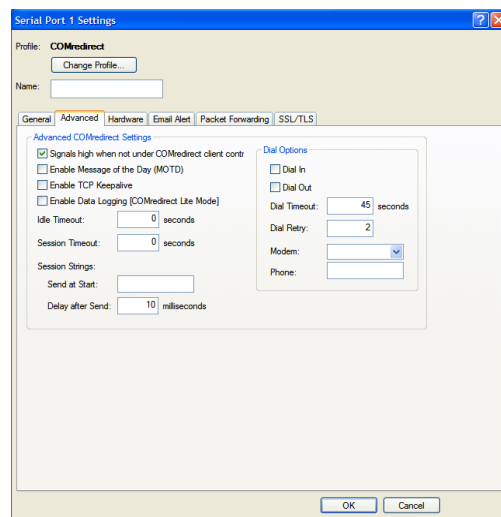 Serial Port 1 Settings
Profile: COMredirect
Change Profile...
Name:
General Advanced Hardware Email Alert Packet Forwarding SSL/TLS
Advanced COMredirect Settings
Signals high when not under COMredirect client contr
Enable Message of the Day (MOTD)
Enable TCP Keepalive
Enable Data Logging [COMredirect Lite Mode]
Idle Timeout: 0 seconds
Session Timeout: 0 seconds
Session Strings:
Send at Start:
Delay after Send: 10 milliseconds
Dial Options
Dial In
Dial Out
Dial Timeout: 45 seconds
Dial Retry: 2
Modem:
Phone:
OK Cancel